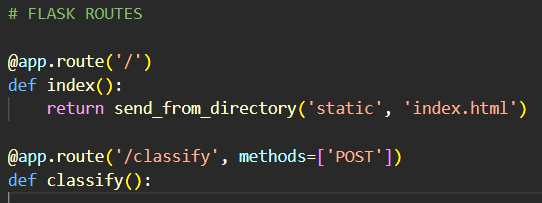 # FLASK ROUTES
@app.route('/')
def index():
    return send_from_directory('static', 'index.html')
@app.route('/classify', methods=['POST'])
def classify():